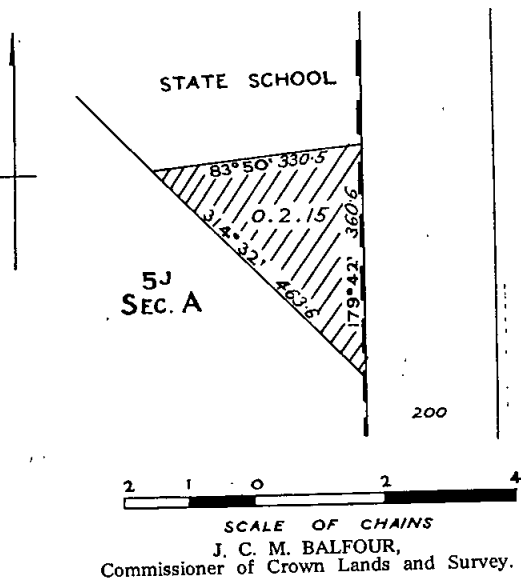 STATE SCHOOL
83°50' 330·5
0.2.15
314°32' 463·6
179°42' 360·6
5J
SEC. A
200
2 1 0 2 4
SCALE OF CHAINS
J. C. M. BALFOUR,
Commissioner of Crown Lands and Survey.